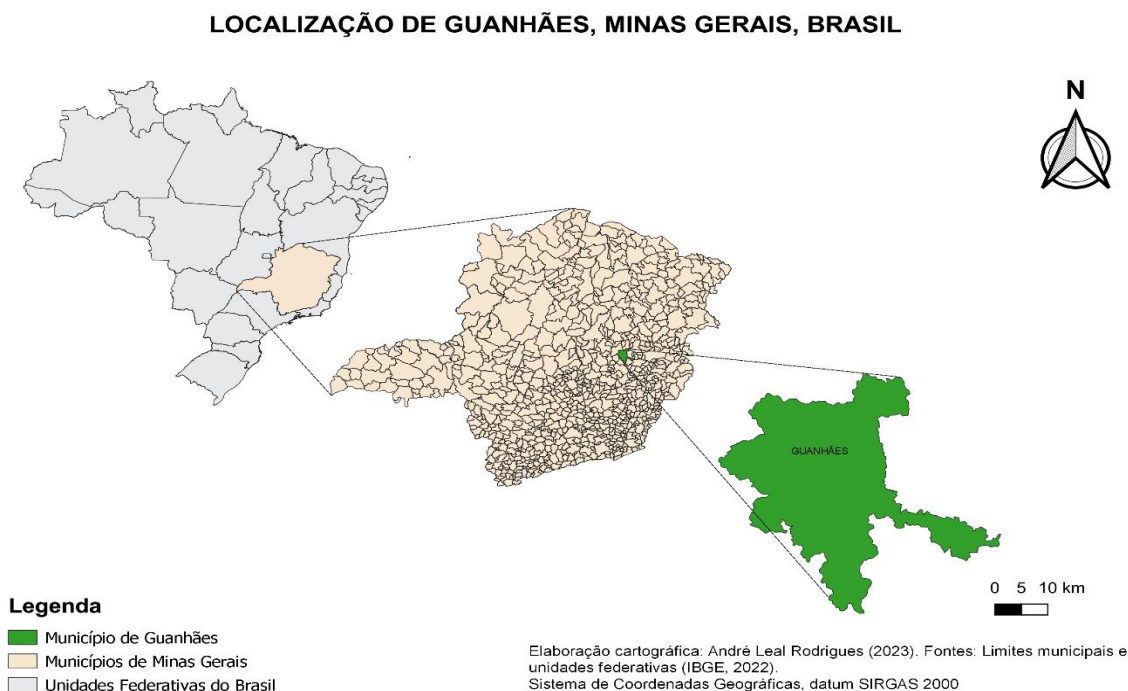 LOCALIZAÇÃO DE GUANHÃES, MINAS GERAIS, BRASIL
N
GUANHÃES
0 5 10 km
Legenda
Município de Guanhães
Municípios de Minas Gerais
Unidades Federativas do Brasil
Elaboração cartográfica: André Leal Rodrigues (2023). Fontes: Limites municipais e
unidades federativas (IBGE, 2022).
Sistema de Coordenadas Geográficas, datum SIRGAS 2000